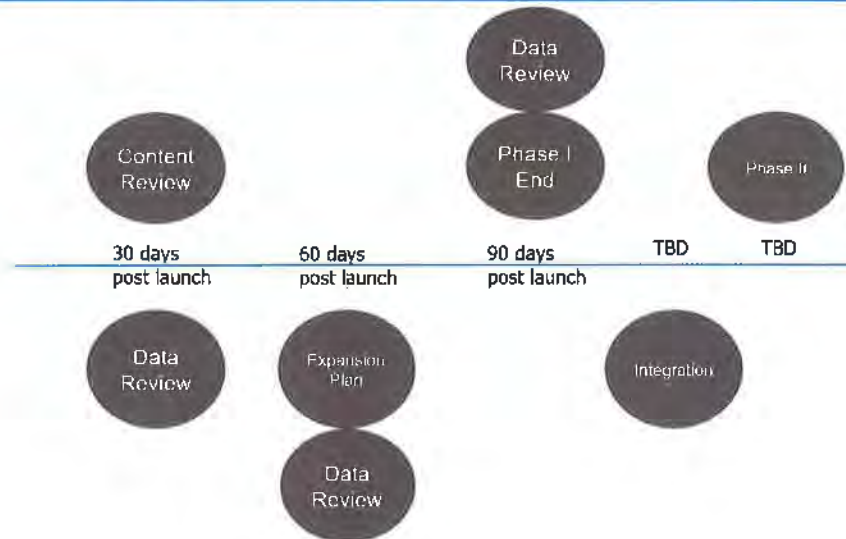 Data
Review
Content
Review
Phase I
End
Phase II
30 days
post launch
60 days
post launch
90 days
post launch
TBD
TBD
Data
Review
Expansion
Plan
Integration
Data
Review